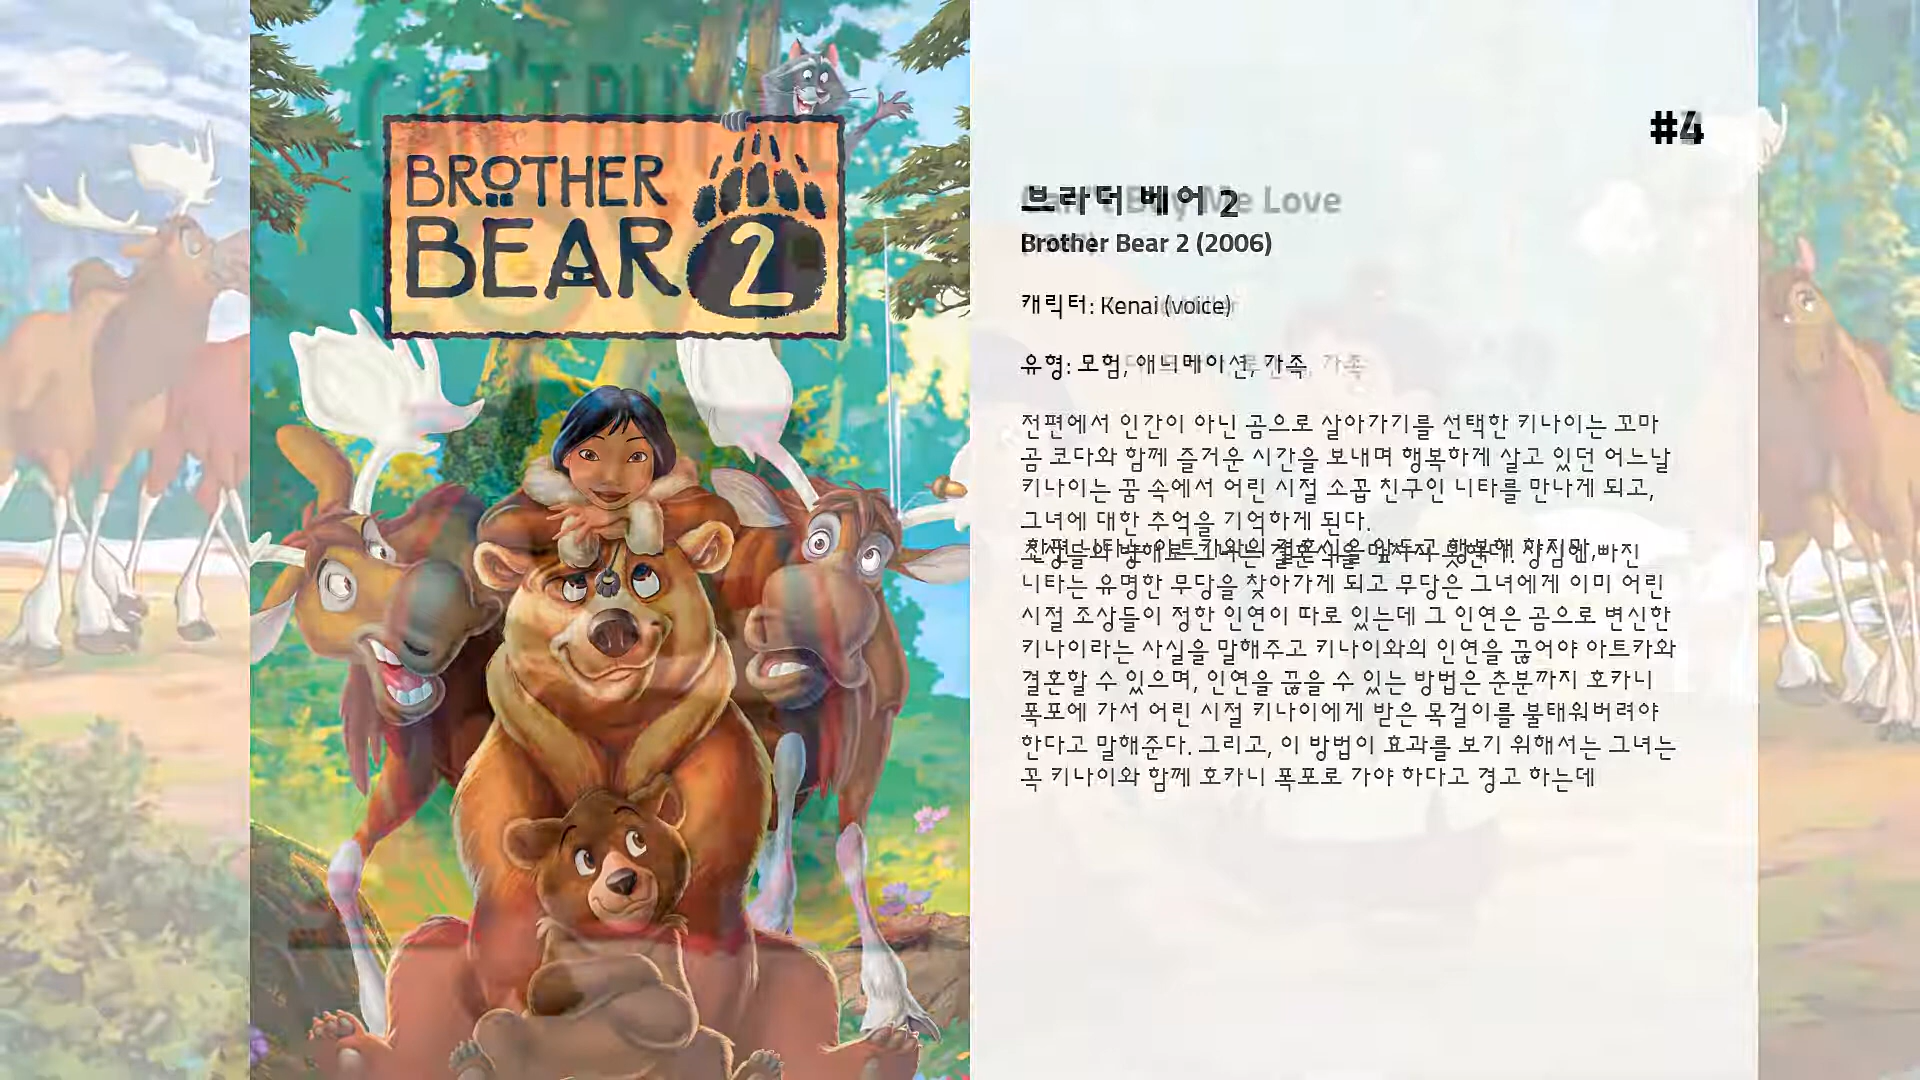 BROTHER
BEAR 2
#4
브라더 베어 2
Brother Bear 2 (2006)
캐릭터: Kenai (voice)
유형: 모험, 애니메이션, 가족
전편에서 인간이 아닌 곰으로 살아가기를 선택한 키나이는 꼬마
곰 코다와 함께 즐거운 시간을 보내며 행복하게 살고 있던 어느날
키나이는 꿈 속에서 어린 시절 소꼽 친구인 니타를 만나게 되고,
그녀에 대한 추억을 기억하게 된다.
빠진
니타는 유명한 무당을 찾아가게 되고 무당은 그녀에게 이미 어린
시절 조상들이 정한 인연이 따로 있는데 그 인연은 곰으로 변신한
키나이라는 사실을 말해주고 키나이와의 인연을 끊어야 아트카와
결혼할 수 있으며, 인연을 끊을 수 있는 방법은 춘분까지 호카니
폭포에 가서 어린 시절 키나이에게 받은 목걸이를 불태워버려야
한다고 말해준다. 그리고, 이 방법이 효과를 보기 위해서는 그녀는
꼭 키나이와 함께 호카니 폭포로 가야 하다고 경고 하는데